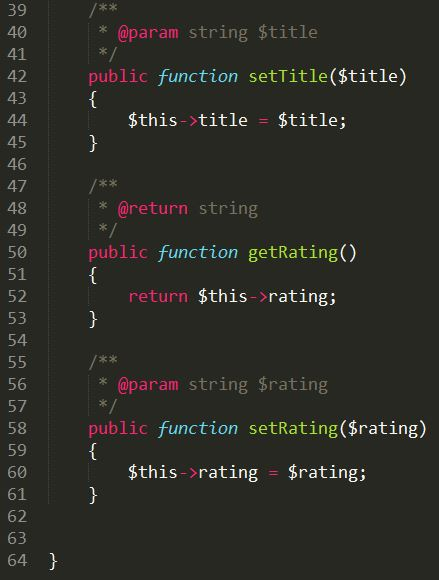 39     /**
40      * @param string $title
41      */
42     public function setTitle($title)
43     {
44         $this->title = $title;
45     }
46
47     /**
48      * @return string
49      */
50     public function getRating()
51     {
52         return $this->rating;
53     }
54
55     /**
56      * @param string $rating
57      */
58     public function setRating($rating)
59     {
60         $this->rating = $rating;
61     }
62
63
64 }